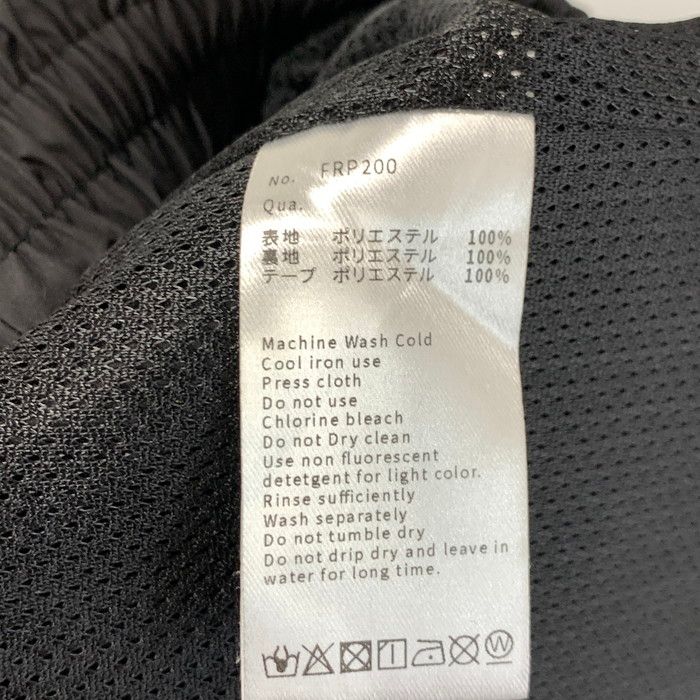 No. FRP200
Qua.
表地 ポリエステル 100%
裏地 ポリエステル 100%
テープ ポリエステル 100%
Machine Wash Cold
Cool iron use
Press cloth
Do not use
Chlorine bleach
Do not Dry clean
Use non fluorescent
detetgent for light color.
Rinse sufficiently
Wash separately
Do not tumble dry
Do not drip dry and leave in
water for long time.
W